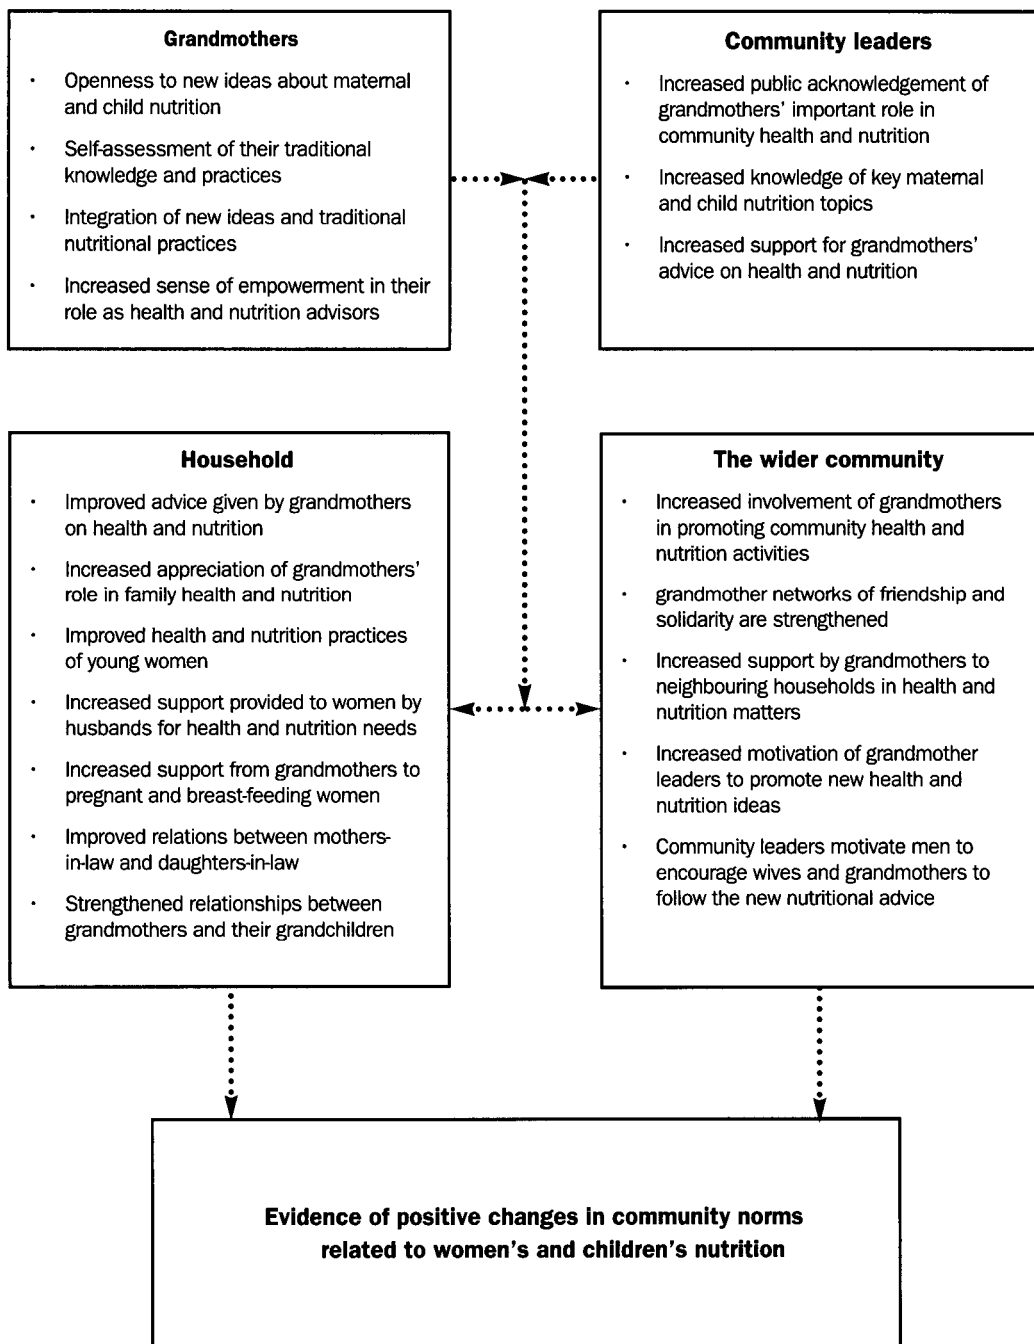 Grandmothers
· Openness to new ideas about maternal
and child nutrition
· Self-assessment of their traditional
knowledge and practices
· Integration of new ideas and traditional
nutritional practices
· Increased sense of empowerment in their
role as health and nutrition advisors
Community leaders
· Increased public acknowledgement of
grandmothers' important role in
community health and nutrition
· Increased knowledge of key maternal
and child nutrition topics
· Increased support for grandmothers'
advice on health and nutrition
Household
· Improved advice given by grandmothers
on health and nutrition
· Increased appreciation of grandmothers'
role in family health and nutrition
· Improved health and nutrition practices
of young women
· Increased support provided to women by
husbands for health and nutrition needs
· Increased support from grandmothers to
pregnant and breast-feeding women
· Improved relations between mothers-
in-law and daughters-in-law
· Strengthened relationships between
grandmothers and their grandchildren
The wider community
· Increased involvement of grandmothers
in promoting community health and
nutrition activities
· grandmother networks of friendship and
solidarity are strengthened
· Increased support by grandmothers to
neighbouring households in health and
nutrition matters
· Increased motivation of grandmother
leaders to promote new health and
nutrition ideas
· Community leaders motivate men to
encourage wives and grandmothers to
follow the new nutritional advice
Evidence of positive changes in community norms
related to women's and children's nutrition